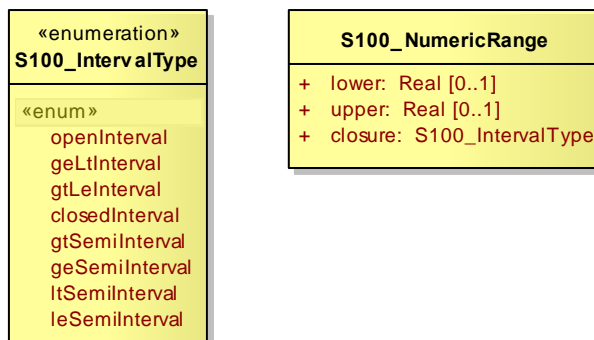 «enumeration»
S100_IntervalType
«enum»
openInterval
geLtInterval
gtLeInterval
closedInterval
gtSemiInterval
geSemiInterval
ltSemiInterval
leSemiInterval
S100_NumericRange
+ lower: Real [0..1]
+ upper: Real [0..1]
+ closure: S100_IntervalType